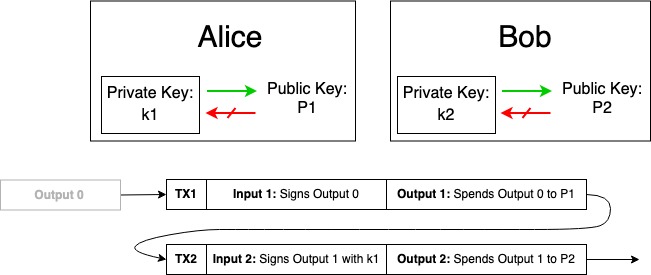 Alice
Private Key:
k1
Public Key:
P1
Bob
Private Key:
k2
Public Key:
P2
Output 0
TX1
Input 1: Signs Output 0
Output 1: Spends Output 0 to P1
TX2
Input 2: Signs Output 1 with k1
Output 2: Spends Output 1 to P2